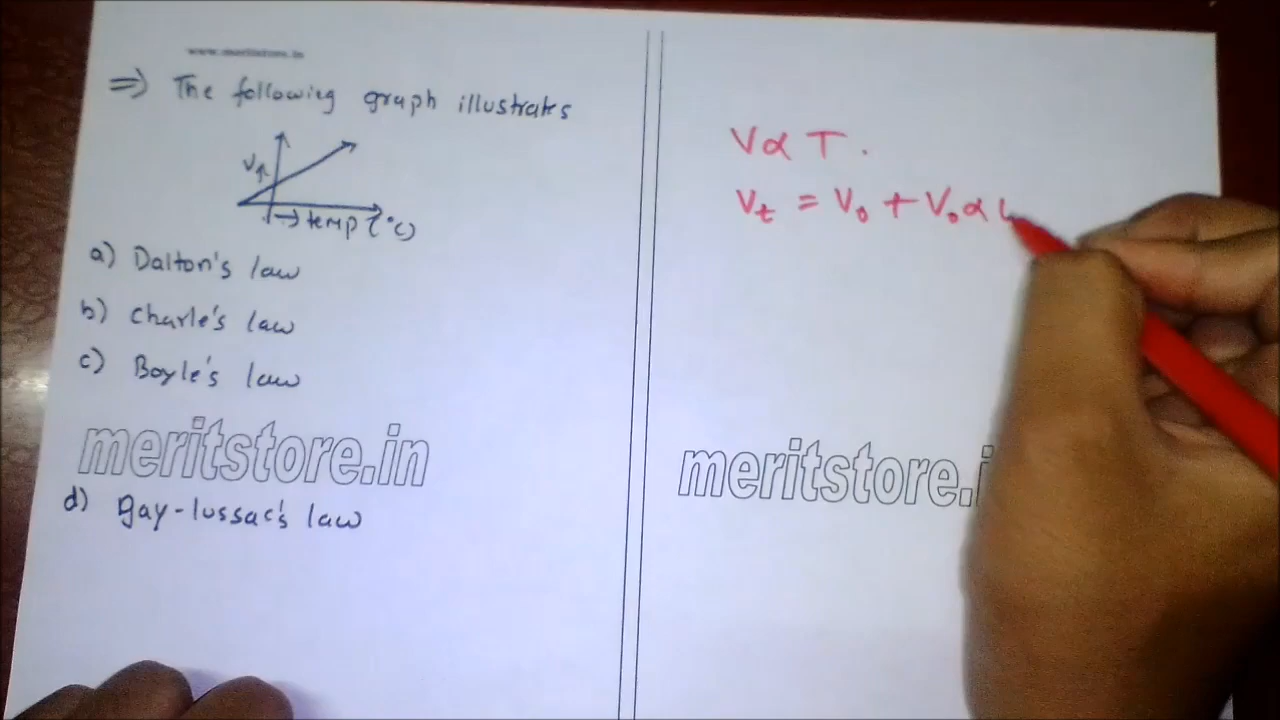 www.meritstore.in
=> The following graph illustrates
V↑
→ temp (°C)
a) Dalton's law
b) charle's law
c) Boyle's law
meritstore.in
d) gay-lussac's law
V ∝ T.
Vt = V0 + V0 ∝
meritstore.i